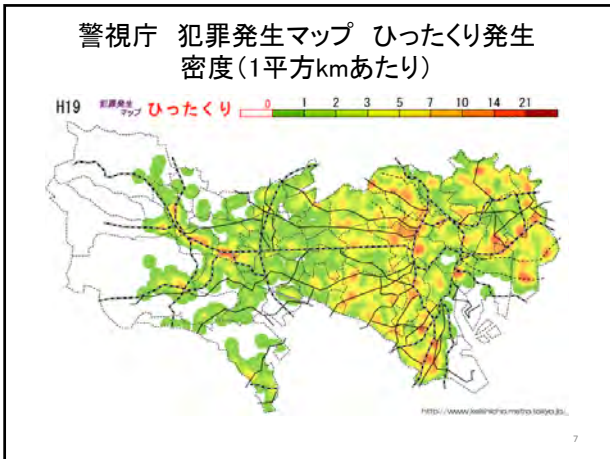 警視庁 犯罪発生マップ ひったくり発生
密度(1平方kmあたり)
H19 犯罪発生マップ ひったくり 0 1 2 3 5 7 10 14 21
http://www.keishicho.metro.tokyo.jp/
7